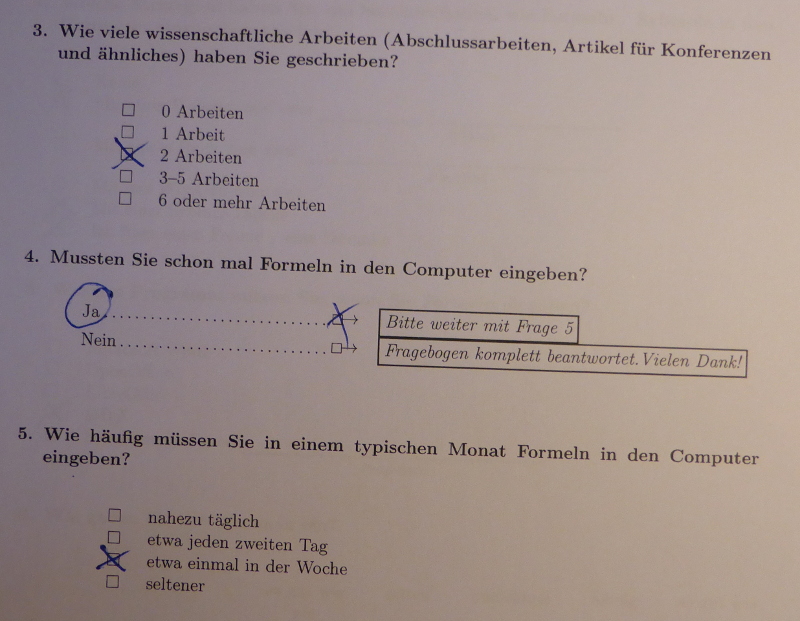 3. Wie viele wissenschaftliche Arbeiten (Abschlussarbeiten, Artikel für Konferenzen
und ähnliches) haben Sie geschrieben?
0 Arbeiten
1 Arbeit
2 Arbeiten
3–5 Arbeiten
6 oder mehr Arbeiten
4. Mussten Sie schon mal Formeln in den Computer eingeben?
Ja Bitte weiter mit Frage 5
Nein Fragebogen komplett beantwortet. Vielen Dank!
5. Wie häufig müssen Sie in einem typischen Monat Formeln in den Computer
eingeben?
nahezu täglich
etwa jeden zweiten Tag
etwa einmal in der Woche
seltener